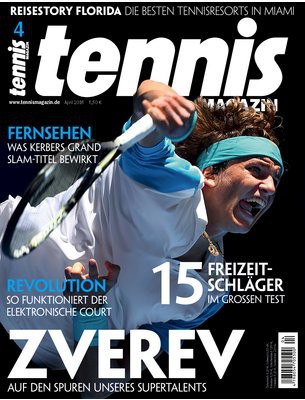 REISESTORY FLORIDA DIE BESTEN TENNISRESORTS IN MIAMI
4
tennis
tennis
MAGAZIN
www.tennismagazin.de
April 2016
FERNSEHEN
WAS KERBERS GRAND
SLAM-TITEL BEWIRKT
REVOLUTION
SO FUNKTIONIERT DER
ELEKTRONISCHE COURT
15 FREIZEIT-
SCHLÄGER
IM GROSSEN TEST
ZVEREV
AUF DEN SPUREN UNSERES SUPERTALENTS